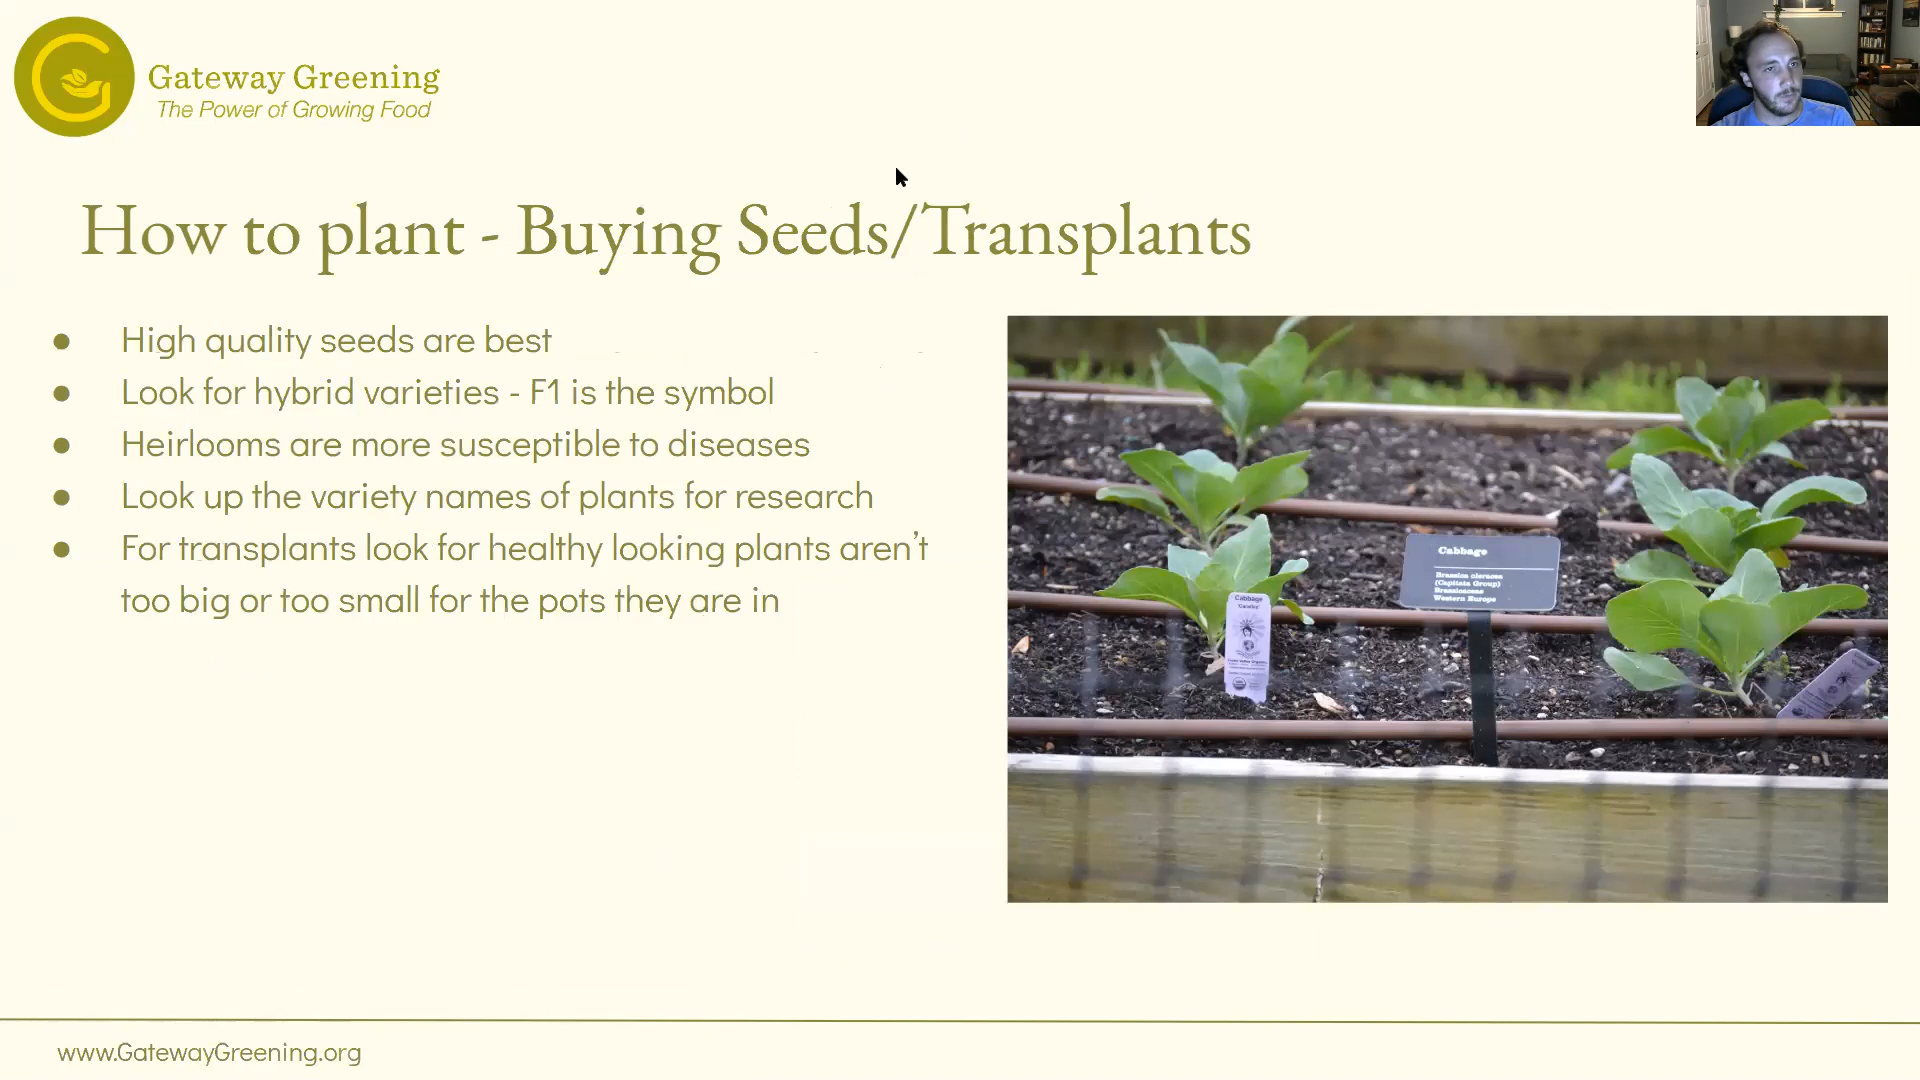 Gateway Greening
The Power of Growing Food
How to plant - Buying Seeds/Transplants
● High quality seeds are best
● Look for hybrid varieties - F1 is the symbol
● Heirlooms are more susceptible to diseases
● Look up the variety names of plants for research
● For transplants look for healthy looking plants aren't
too big or too small for the pots they are in
Cabbage
Brassica oleracea
(Capitata Group)
Brassicaceae
Western Europe
Cabbage
www.GatewayGreening.org